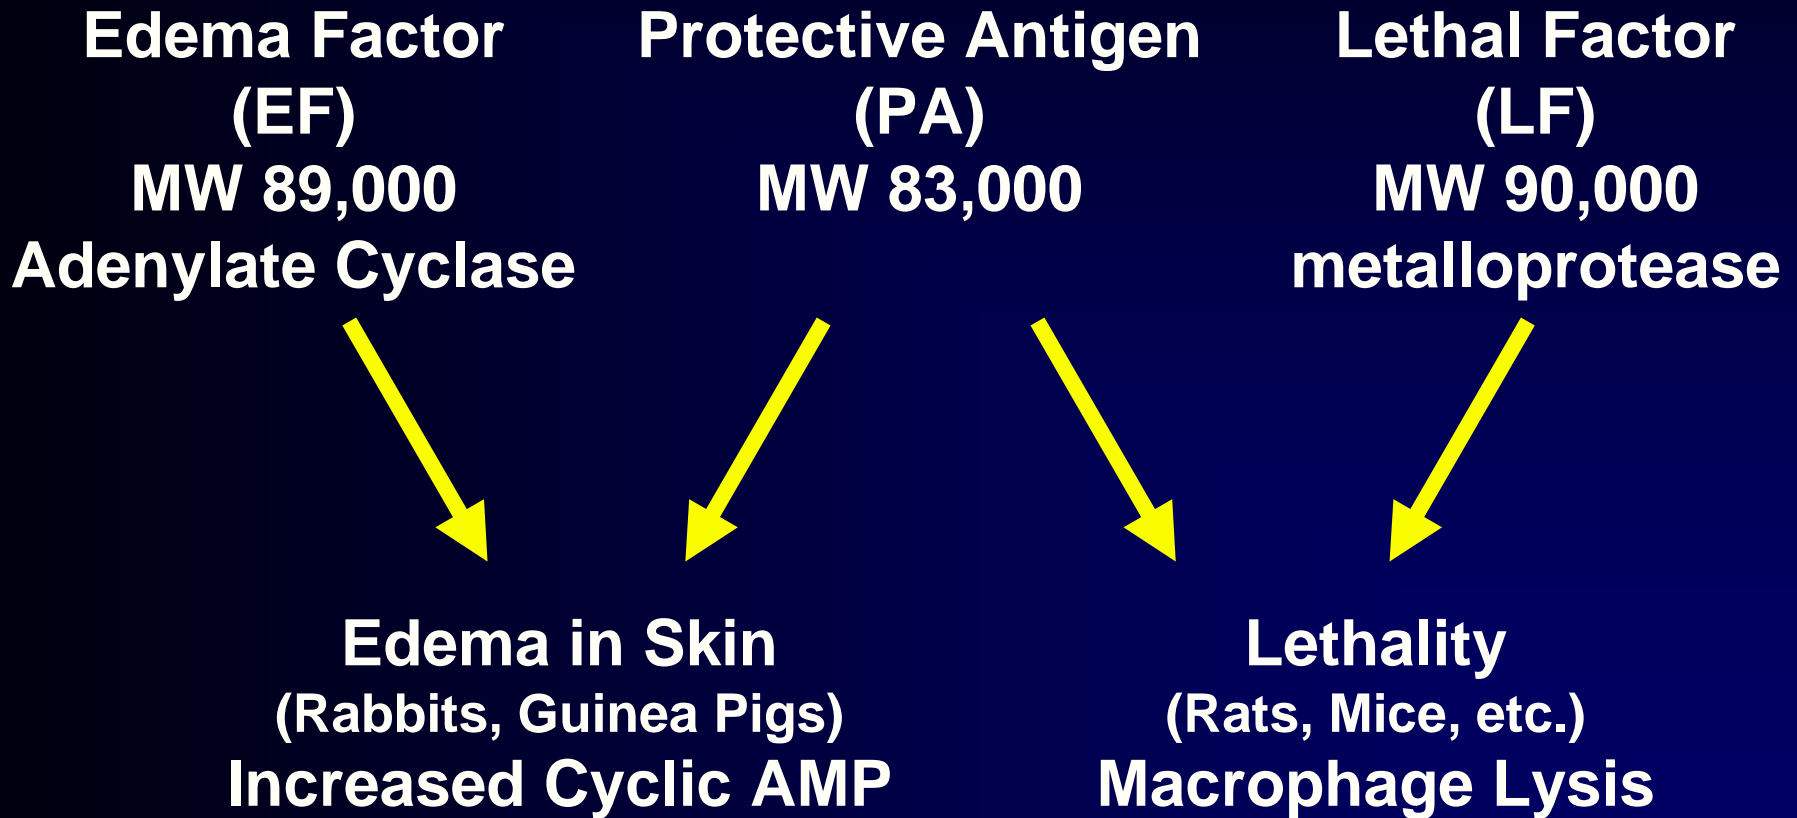 Edema Factor
(EF)
MW 89,000
Adenylate Cyclase
Protective Antigen
(PA)
MW 83,000
Lethal Factor
(LF)
MW 90,000
metalloprotease
Edema in Skin
(Rabbits, Guinea Pigs)
Increased Cyclic AMP
Lethality
(Rats, Mice, etc.)
Macrophage Lysis